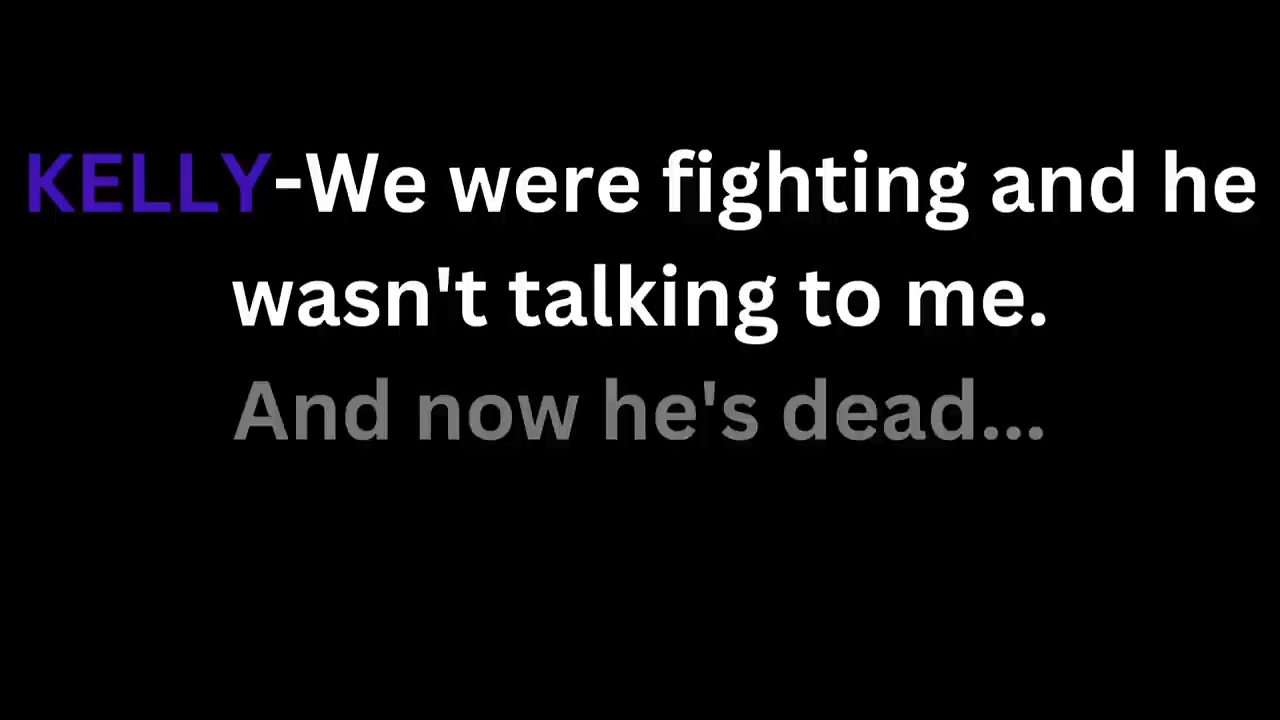 KELLY-We were fighting and he
wasn't talking to me.
And now he's dead...